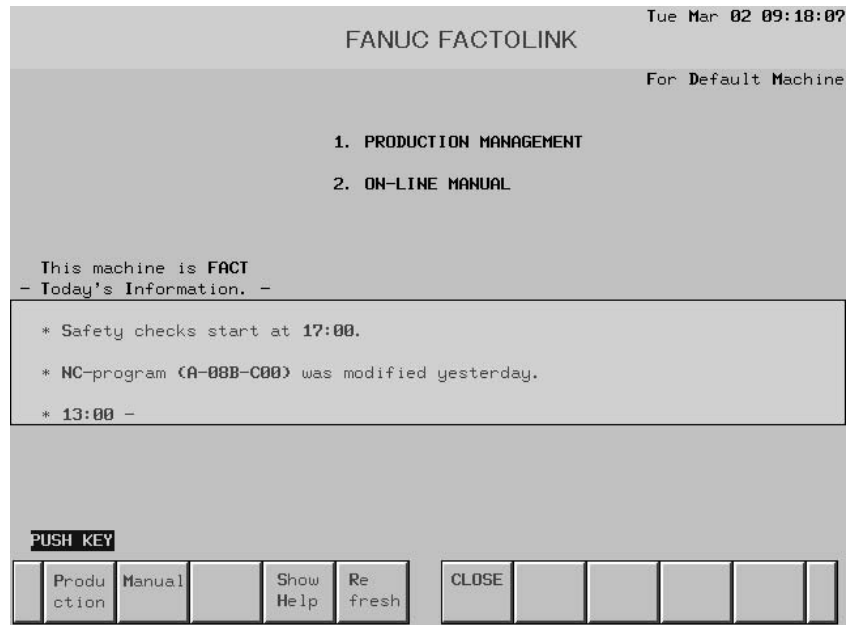 Tue Mar 02 09:18:07
FANUC FACTOLINK
For Default Machine
1. PRODUCTION MANAGEMENT
2. ON-LINE MANUAL
This machine is FACT
- Today's Information. -
* Safety checks start at 17:00.
* NC-program (A-08B-C00) was modified yesterday.
* 13:00 -
PUSH KEY
Produ Manual Show Re CLOSE
ction Help fresh